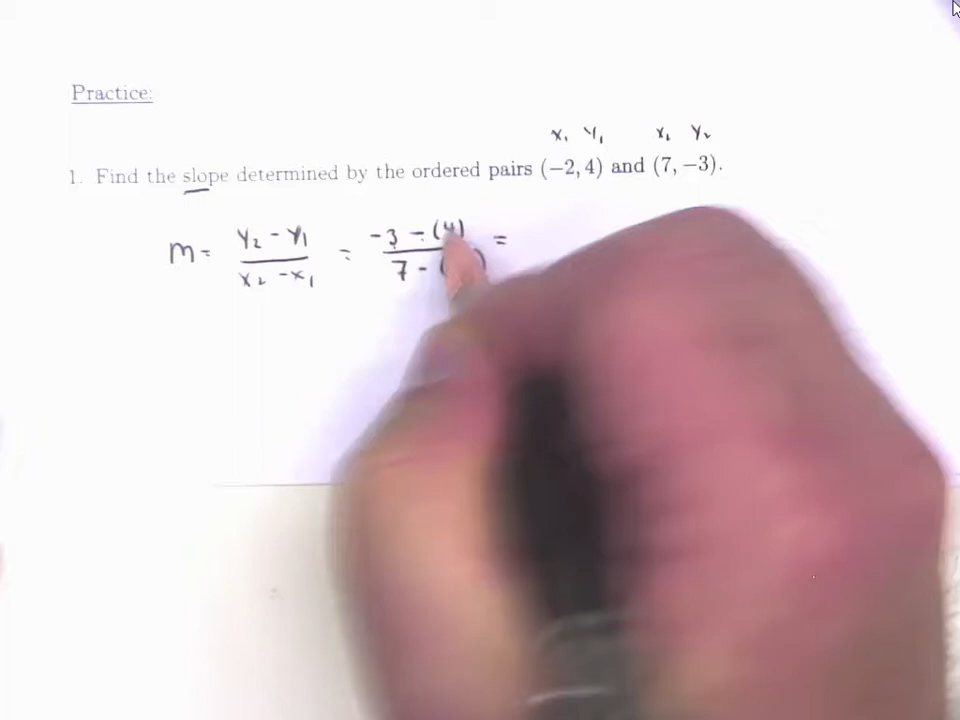 Practice:
x₁ y₁ x₂ y₂
1. Find the slope determined by the ordered pairs (−2, 4) and (7, −3).
m = y₂ - y₁ / x₂ - x₁ = -3 - (4) / 7 - ( ) =